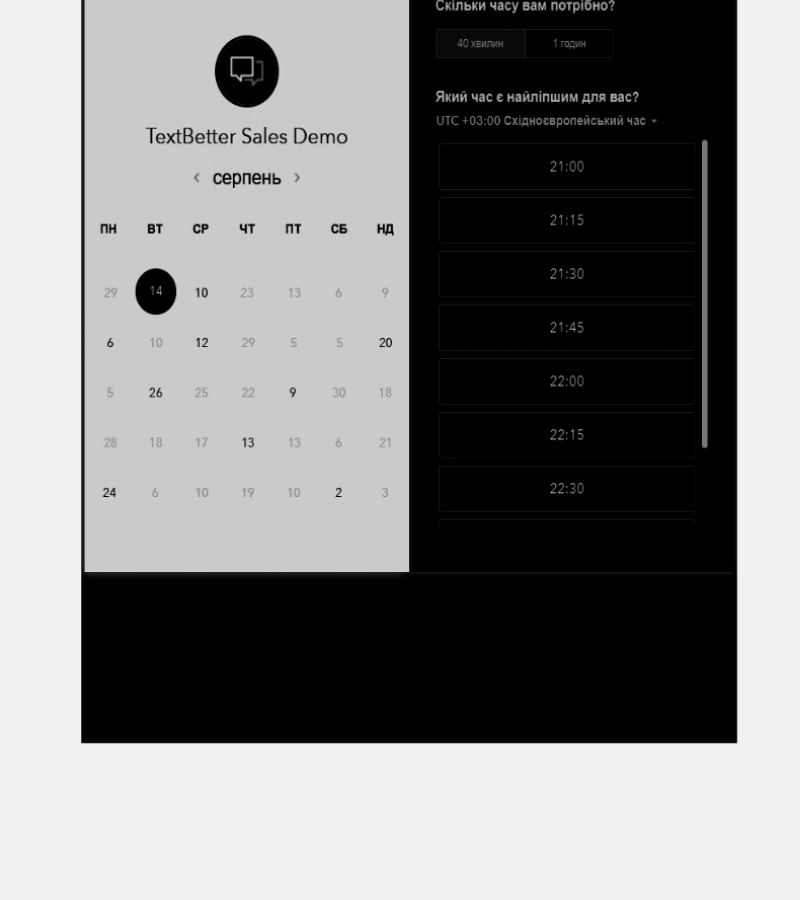 TextBetter Sales Demo
серпень
ПН ВТ СР ЧТ ПТ СБ НД
29 14 10 23 13 6 9
6 10 12 29 5 5 20
5 26 25 22 9 30 18
28 18 17 13 13 6 21
24 6 10 19 10 2 3
Скільки часу вам потрібно?
40 хвилин 1 годин
Який час є найліпшим для вас?
UTC +03:00 Східноєвропейський час
21:00
21:15
21:30
21:45
22:00
22:15
22:30